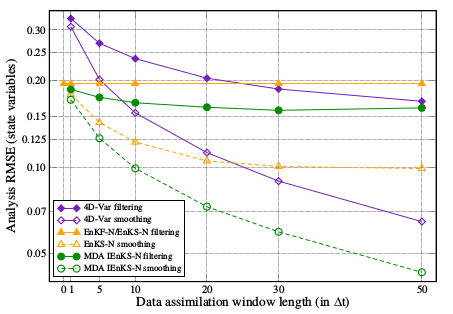 Analysis RMSE (state variables)
0.30
0.25
0.20
0.15
0.125
0.10
0.07
0.05
4D-Var filtering
4D-Var smoothing
EnKF-N/EnKS-N filtering
EnKS-N smoothing
MDA IEnKS-N filtering
MDA IEnKS-N smoothing
0 1 5 10 20 30 50
Data assimilation window length (in Δt)